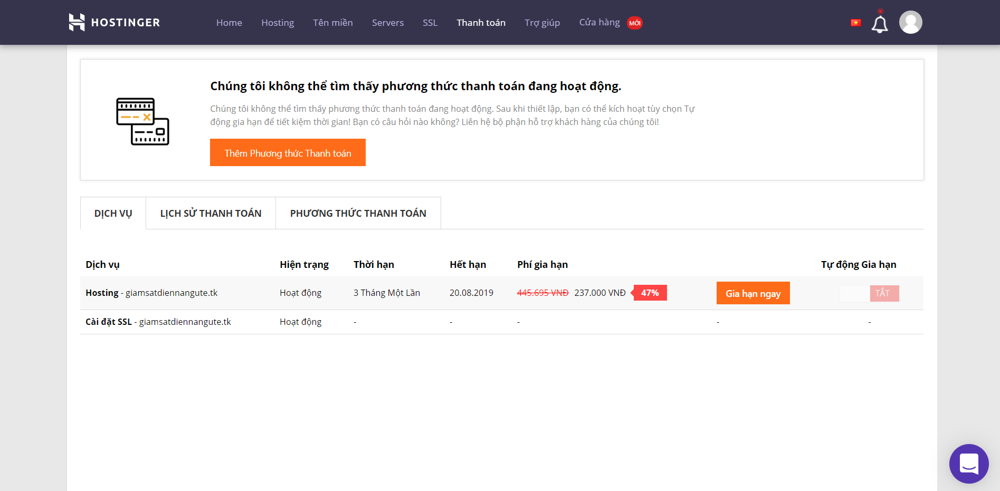 HOSTINGER Home Hosting Tên miền Servers SSL Thanh toán Trợ giúp Cửa hàng MỚI
Chúng tôi không thể tìm thấy phương thức thanh toán đang hoạt động.
Chúng tôi không thể tìm thấy phương thức thanh toán đang hoạt động. Sau khi thiết lập, bạn có thể kích hoạt tùy chọn Tự
động gia hạn để tiết kiệm thời gian! Bạn có câu hỏi nào không? Liên hệ bộ phận hỗ trợ khách hàng của chúng tôi!
Thêm Phương thức Thanh toán
DỊCH VỤ LỊCH SỬ THANH TOÁN PHƯƠNG THỨC THANH TOÁN
Dịch vụ Hiện trạng Thời hạn Hết hạn Phí gia hạn Tự động Gia hạn
Hosting - giamsatdiennangute.tk Hoạt động 3 Tháng Một Lần 20.08.2019 445.695 VNĐ 237.000 VNĐ 47% Gia hạn ngay TẮT
Cài đặt SSL - giamsatdiennangute.tk Hoạt động - - - - -